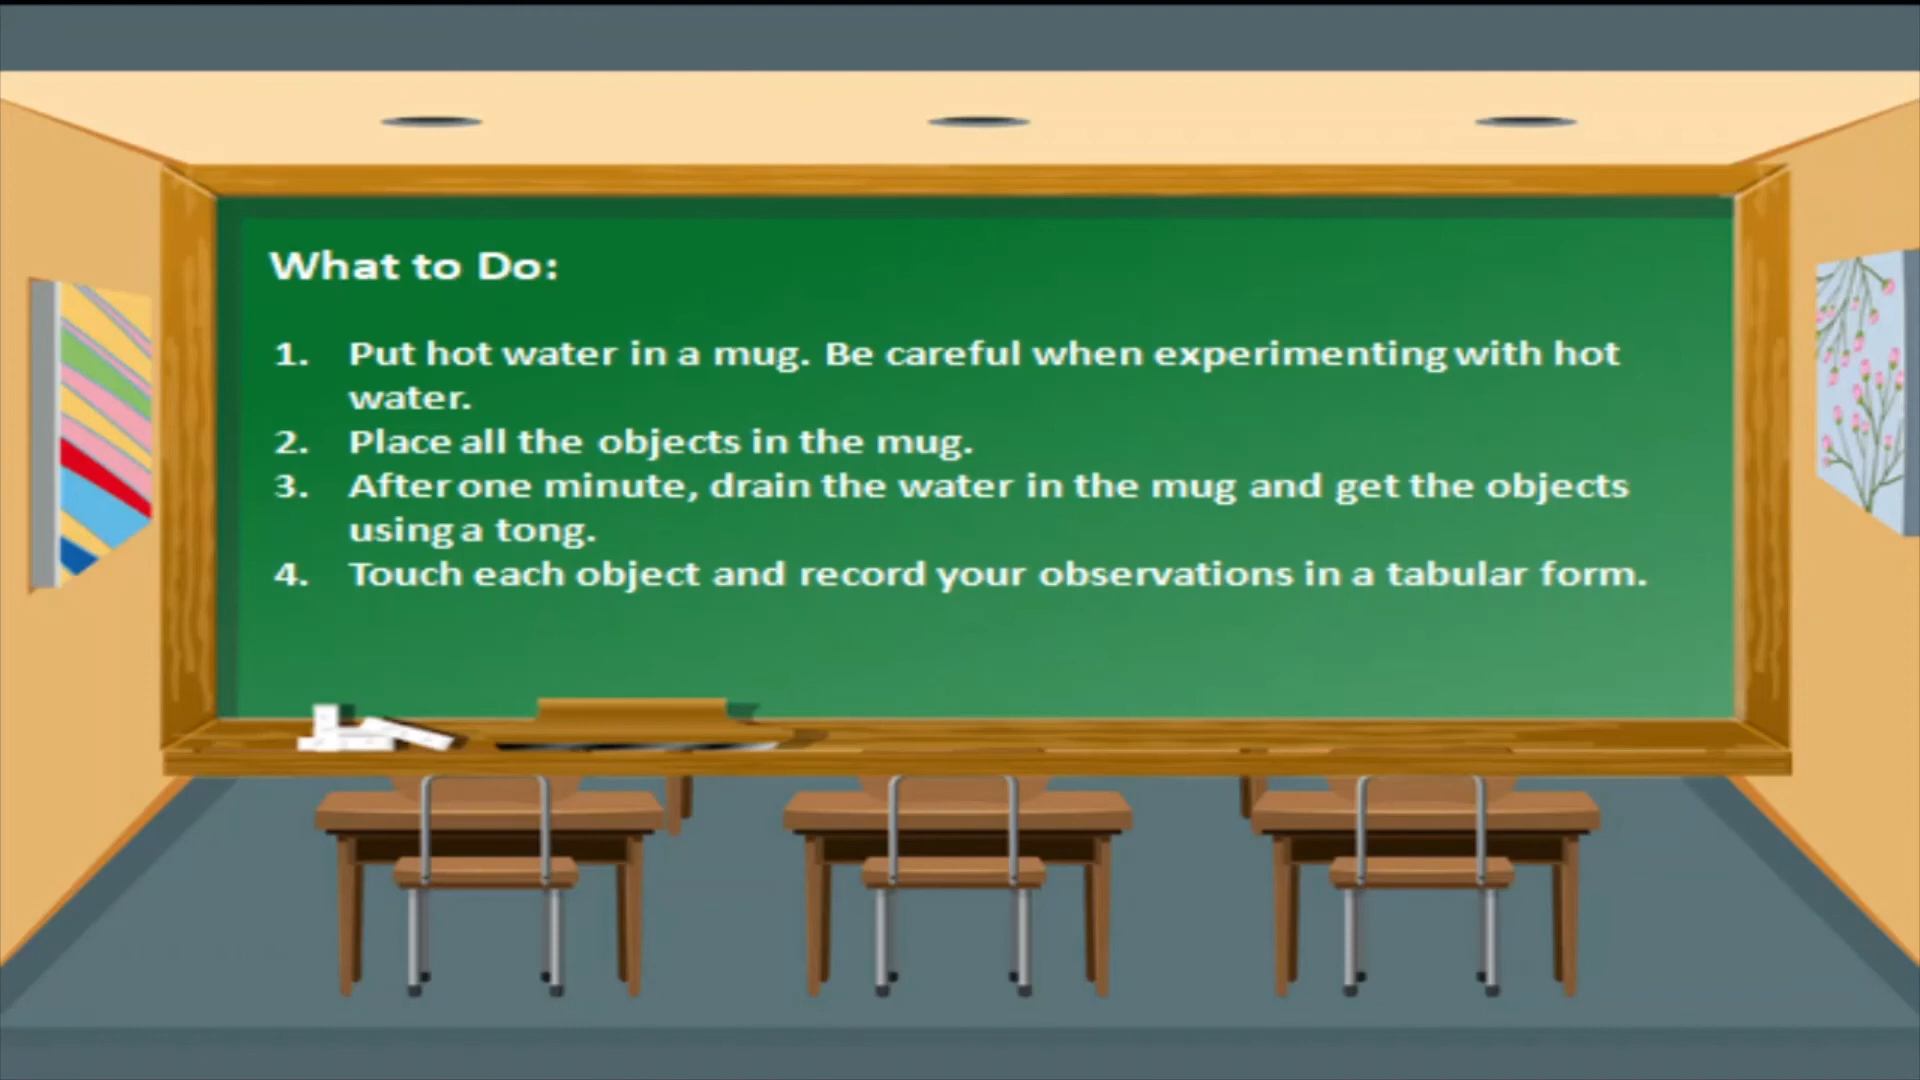 What to Do:
1. Put hot water in a mug. Be careful when experimenting with hot
water.
2. Place all the objects in the mug.
3. After one minute, drain the water in the mug and get the objects
using a tong.
4. Touch each object and record your observations in a tabular form.